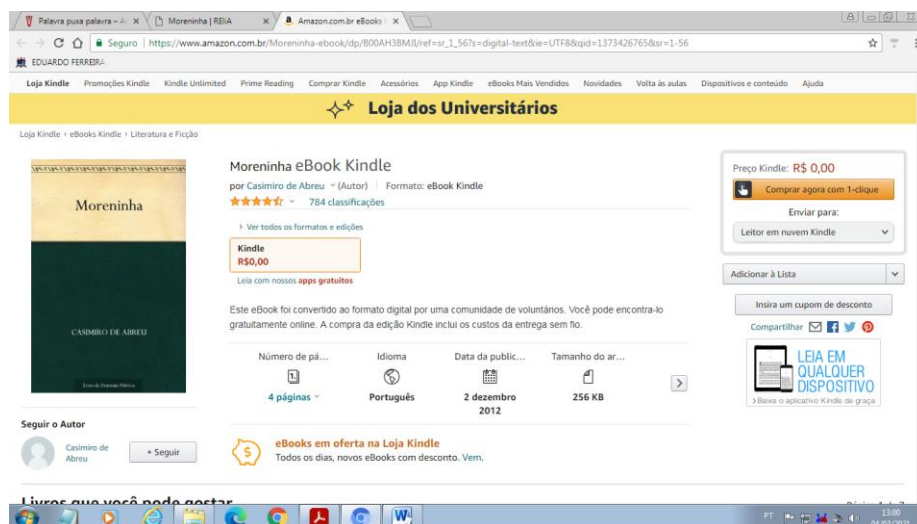 Palavra puxa palavra – A
Moreninha | RELiA
Amazon.com.br eBooks
Seguro | https://www.amazon.com.br/Moreninha-ebook/dp/B00AH3BMJI/ref=sr_1_56?s=digital-text&ie=UTF8&qid=1373426765&sr=1-56
EDUARDO FERREIRA
Loja Kindle Promoções Kindle Kindle Unlimited Prime Reading Comprar Kindle Acessórios App Kindle eBooks Mais Vendidos Novidades Volta às aulas Dispositivos e conteúdo Ajuda
Loja dos Universitários
Loja Kindle › eBooks Kindle › Literatura e Ficção
Moreninha
CASIMIRO DE ABREU
Livros de Domínio Público
Seguir o Autor
Casimiro de
Abreu
+ Seguir
Moreninha eBook Kindle
por Casimiro de Abreu (Autor) | Formato: eBook Kindle
784 classificações
› Ver todos os formatos e edições
Kindle
R$0,00
Leia com nossos apps gratuitos
Este eBook foi convertido ao formato digital por uma comunidade de voluntários. Você pode encontra-lo
gratuitamente online. A compra da edição Kindle inclui os custos da entrega sem fio.
Número de pá... Idioma Data da public... Tamanho do ar...
4 páginas Português 2 dezembro 256 KB
2012
eBooks em oferta na Loja Kindle
Todos os dias, novos eBooks com desconto. Vem.
Preço Kindle: R$ 0,00
Comprar agora com 1-clique
Enviar para:
Leitor em nuvem Kindle
Adicionar à Lista
Insira um cupom de desconto
Compartilhar
LEIA EM
QUALQUER
DISPOSITIVO
› Baixe o aplicativo Kindle de graça
Livros que você pode gostar
PT
13:00